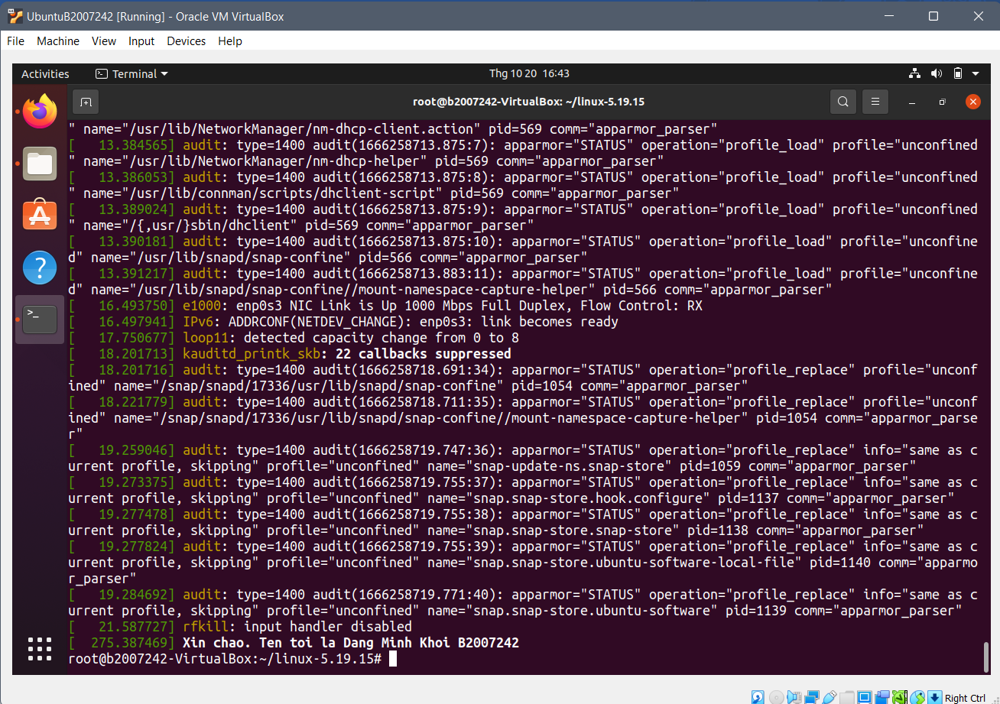 UbuntuB2007242 [Running] - Oracle VM VirtualBox
File Machine View Input Devices Help
Activities Terminal Thg 10 20 16:43
root@b2007242-VirtualBox: ~/linux-5.19.15
" name="/usr/lib/NetworkManager/nm-dhcp-client.action" pid=569 comm="apparmor_parser"
[   13.384565] audit: type=1400 audit(1666258713.875:7): apparmor="STATUS" operation="profile_load" profile="unconfined
" name="/usr/lib/NetworkManager/nm-dhcp-helper" pid=569 comm="apparmor_parser"
[   13.386053] audit: type=1400 audit(1666258713.875:8): apparmor="STATUS" operation="profile_load" profile="unconfined
" name="/usr/lib/connman/scripts/dhclient-script" pid=569 comm="apparmor_parser"
[   13.389024] audit: type=1400 audit(1666258713.875:9): apparmor="STATUS" operation="profile_load" profile="unconfined
" name="/{,usr/}sbin/dhclient" pid=569 comm="apparmor_parser"
[   13.390181] audit: type=1400 audit(1666258713.875:10): apparmor="STATUS" operation="profile_load" profile="unconfine
d" name="/usr/lib/snapd/snap-confine" pid=566 comm="apparmor_parser"
[   13.391217] audit: type=1400 audit(1666258713.883:11): apparmor="STATUS" operation="profile_load" profile="unconfine
d" name="/usr/lib/snapd/snap-confine//mount-namespace-capture-helper" pid=566 comm="apparmor_parser"
[   16.493750] e1000: enp0s3 NIC Link is Up 1000 Mbps Full Duplex, Flow Control: RX
[   16.497941] IPv6: ADDRCONF(NETDEV_CHANGE): enp0s3: link becomes ready
[   17.750677] loop11: detected capacity change from 0 to 8
[   18.201713] kauditd_printk_skb: 22 callbacks suppressed
[   18.201716] audit: type=1400 audit(1666258718.691:34): apparmor="STATUS" operation="profile_replace" profile="unconf
ined" name="/snap/snapd/17336/usr/lib/snapd/snap-confine" pid=1054 comm="apparmor_parser"
[   18.221779] audit: type=1400 audit(1666258718.711:35): apparmor="STATUS" operation="profile_replace" profile="unconf
ined" name="/snap/snapd/17336/usr/lib/snapd/snap-confine//mount-namespace-capture-helper" pid=1054 comm="apparmor_parse
r"
[   19.259046] audit: type=1400 audit(1666258719.747:36): apparmor="STATUS" operation="profile_replace" info="same as c
urrent profile, skipping" profile="unconfined" name="snap-update-ns.snap-store" pid=1059 comm="apparmor_parser"
[   19.273375] audit: type=1400 audit(1666258719.755:37): apparmor="STATUS" operation="profile_replace" info="same as c
urrent profile, skipping" profile="unconfined" name="snap.snap-store.hook.configure" pid=1137 comm="apparmor_parser"
[   19.277478] audit: type=1400 audit(1666258719.755:38): apparmor="STATUS" operation="profile_replace" info="same as c
urrent profile, skipping" profile="unconfined" name="snap.snap-store.snap-store" pid=1138 comm="apparmor_parser"
[   19.277824] audit: type=1400 audit(1666258719.755:39): apparmor="STATUS" operation="profile_replace" info="same as c
urrent profile, skipping" profile="unconfined" name="snap.snap-store.ubuntu-software-local-file" pid=1140 comm="apparmo
r_parser"
[   19.284692] audit: type=1400 audit(1666258719.771:40): apparmor="STATUS" operation="profile_replace" info="same as c
urrent profile, skipping" profile="unconfined" name="snap.snap-store.ubuntu-software" pid=1139 comm="apparmor_parser"
[   21.587727] rfkill: input handler disabled
[  275.387469] Xin chao. Ten toi la Dang Minh Khoi B2007242
root@b2007242-VirtualBox:~/linux-5.19.15#
Right Ctrl